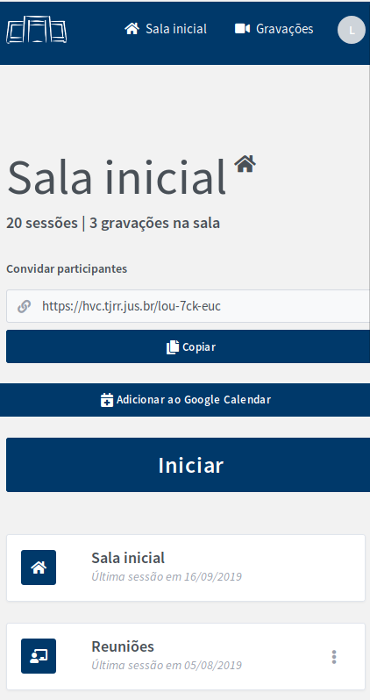 Sala inicial Gravações L
Sala inicial
20 sessões | 3 gravações na sala
Convidar participantes
https://hvc.tjrr.jus.br/lou-7ck-euc
Copiar
Adicionar ao Google Calendar
Iniciar
Sala inicial
Última sessão em 16/09/2019
Reuniões
Última sessão em 05/08/2019